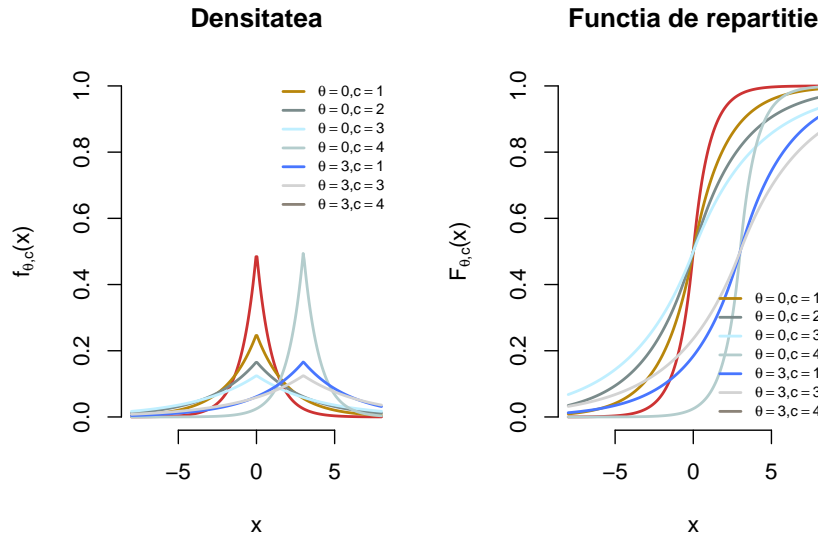 Densitatea
f_θ,c(x)
0.0 0.2 0.4 0.6 0.8 1.0
θ = 0,c = 1
θ = 0,c = 2
θ = 0,c = 3
θ = 0,c = 4
θ = 3,c = 1
θ = 3,c = 3
θ = 3,c = 4
−5 0 5
x
Functia de repartitie
F_θ,c(x)
0.0 0.2 0.4 0.6 0.8 1.0
θ = 0,c = 1
θ = 0,c = 2
θ = 0,c = 3
θ = 0,c = 4
θ = 3,c = 1
θ = 3,c = 3
θ = 3,c = 4
−5 0 5
x